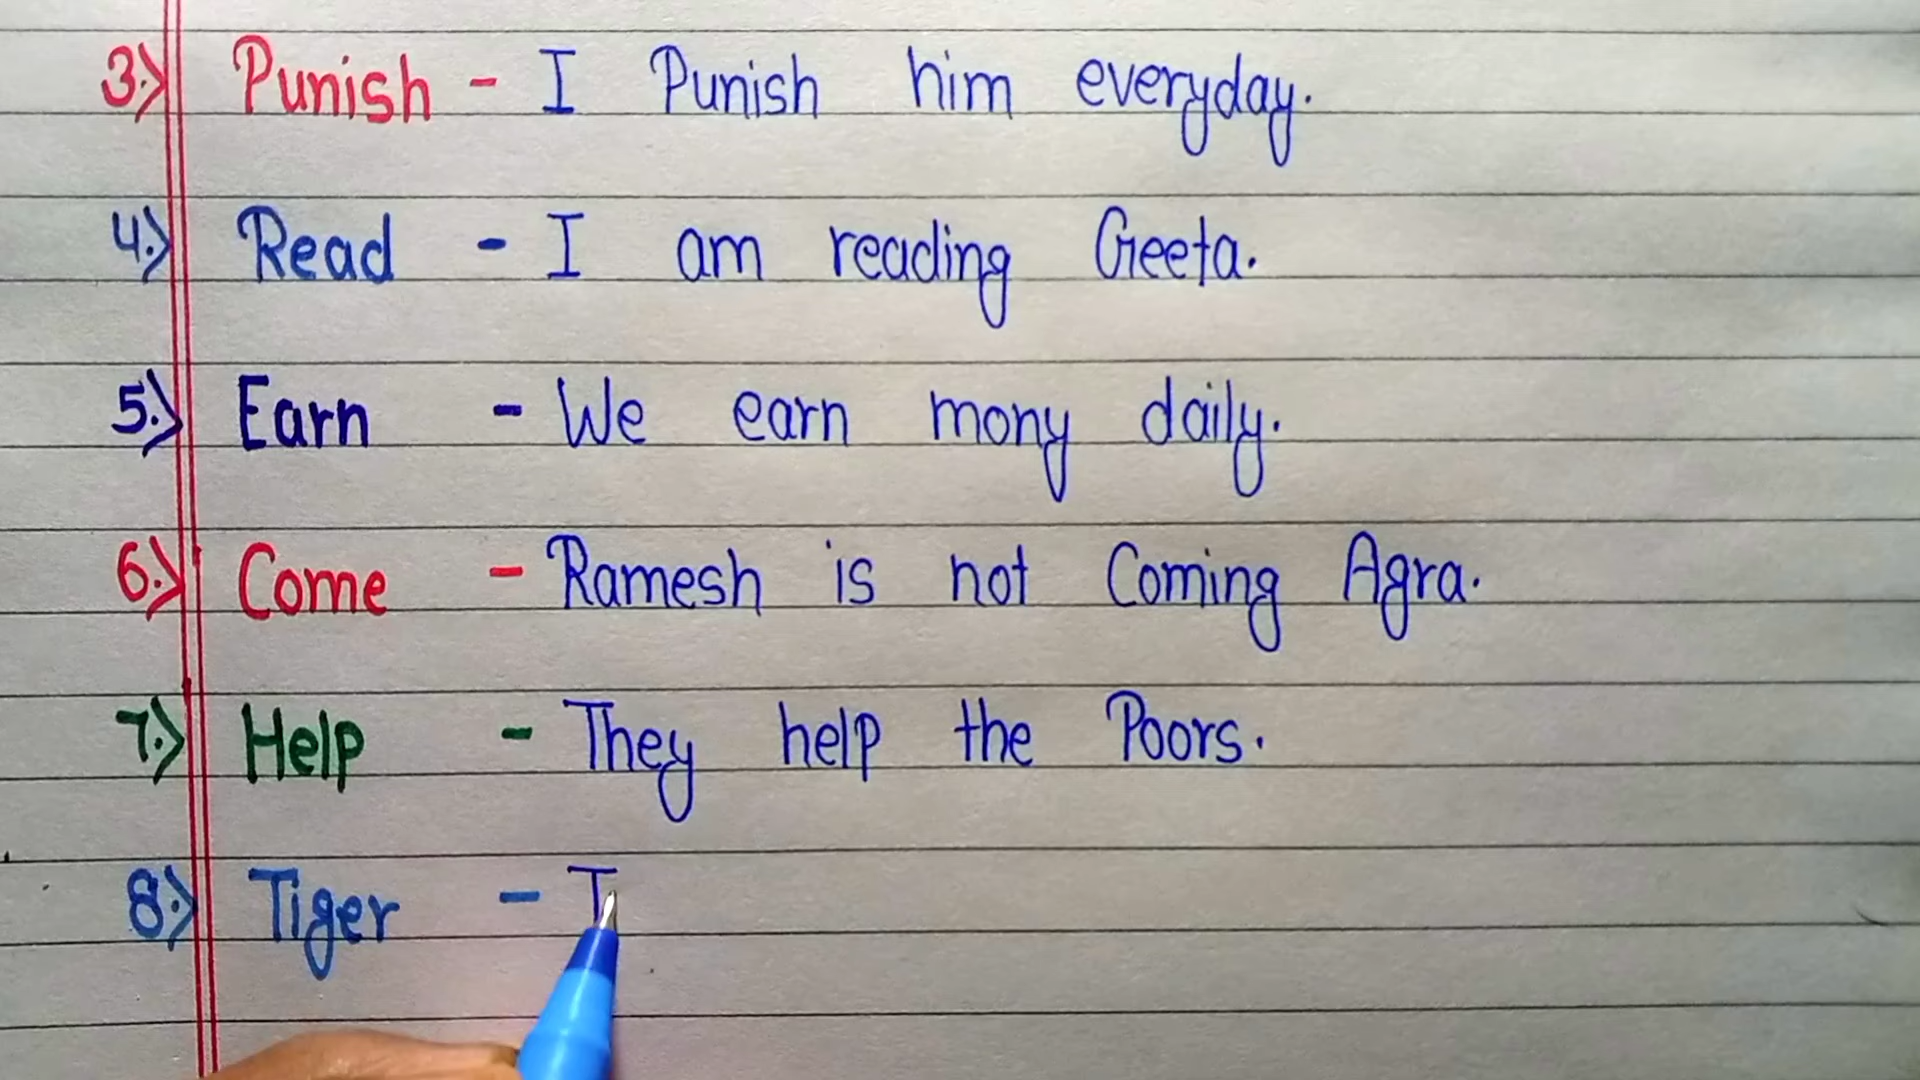 3.) Punish - I Punish him everyday.
4.) Read - I am reading Geeta.
5.) Earn - We earn mony daily.
6.) Come - Ramesh is not Coming Agra.
7.) Help - They help the Poors.
8.) Tiger - T